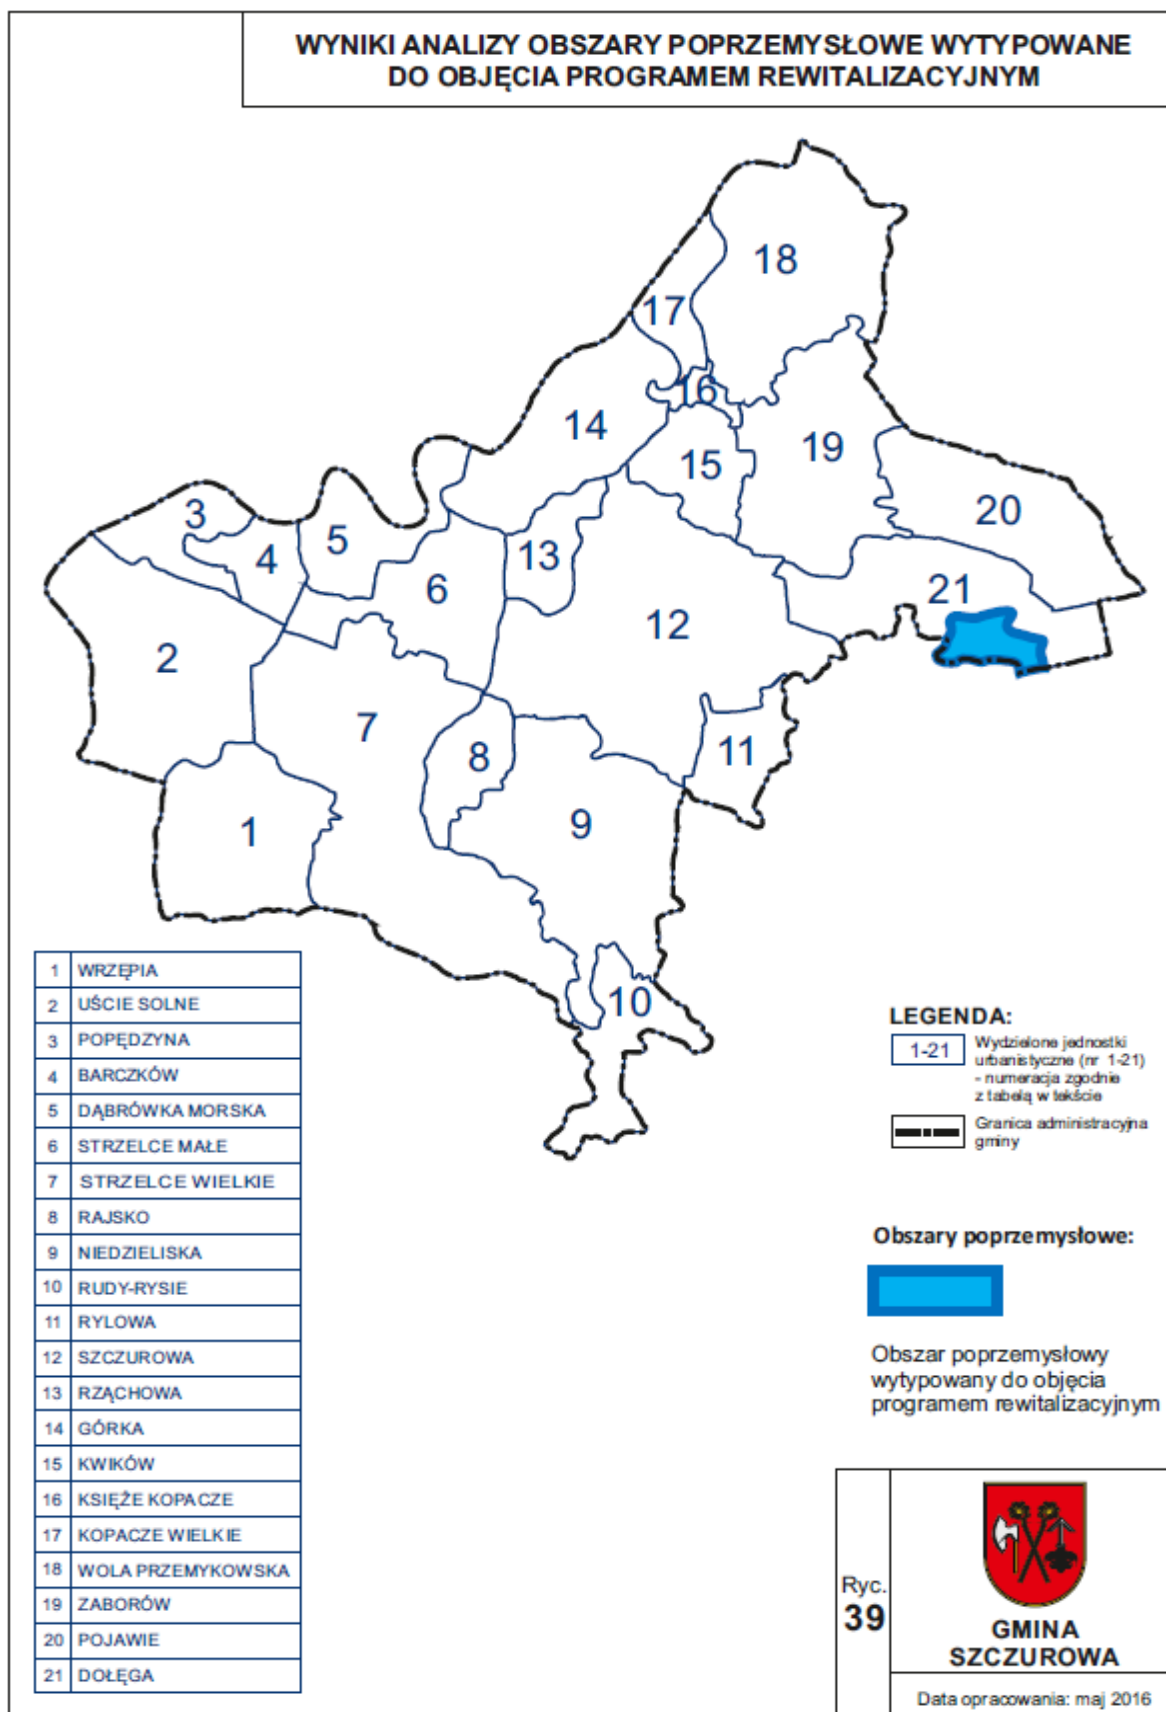 WYNIKI ANALIZY OBSZARY POPRZEMYSŁOWE WYTYPOWANE
DO OBJĘCIA PROGRAMEM REWITALIZACYJNYM
18
17
16
14
15
19
3
5
20
4
13
6
21
12
2
7
11
8
1
9
10
1 WRZĘPIA
2 UŚCIE SOLNE
3 POPĘDZYNA
4 BARCZKÓW
5 DĄBRÓWKA MORSKA
6 STRZELCE MAŁE
7 STRZELCE WIELKIE
8 RAJSKO
9 NIEDZIELISKA
10 RUDY-RYSIE
11 RYLOWA
12 SZCZUROWA
13 RZĄCHOWA
14 GÓRKA
15 KWIKÓW
16 KSIĘŻE KOPACZE
17 KOPACZE WIELKIE
18 WOLA PRZEMYKOWSKA
19 ZABORÓW
20 POJAWIE
21 DOŁĘGA
LEGENDA:
1-21
Wydzielone jednostki
urbanistyczne (nr 1-21)
- numeracja zgodnie
z tabelą w tekście
Granica administracyjna
gminy
Obszary poprzemysłowe:
Obszar poprzemysłowy
wytypowany do objęcia
programem rewitalizacyjnym
Ryc.
39
GMINA
SZCZUROWA
Data opracowania: maj 2016